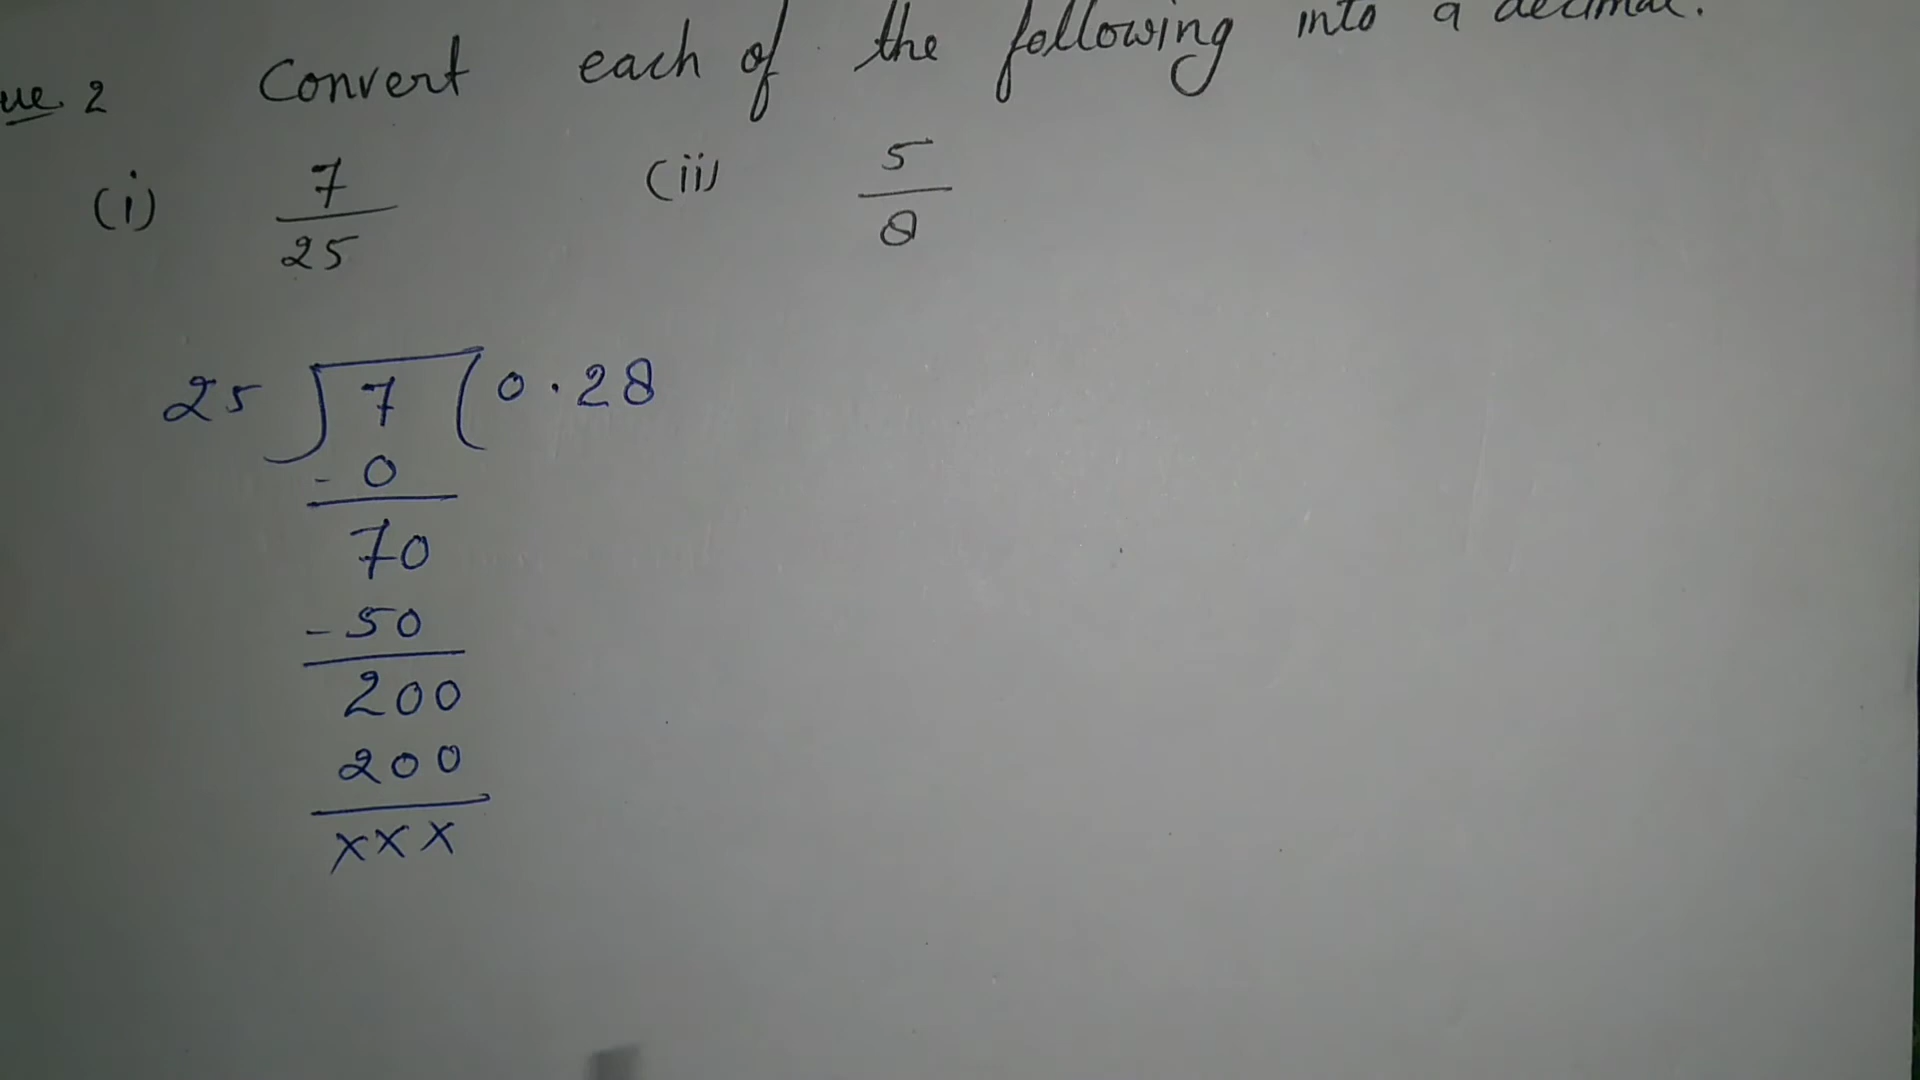 ue. 2 Convert each of the following into a decimal.
(i) 7/25 (ii) 5/8
25 7 ( 0.28
- 0
70
- 50
200
200
xxx